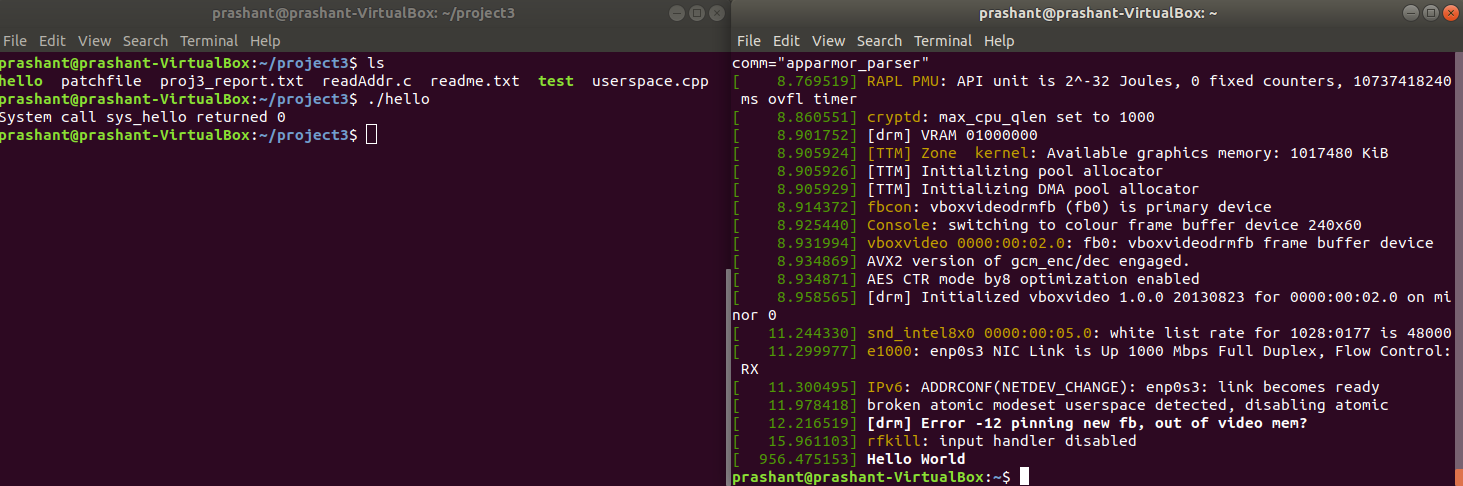 prashant@prashant-VirtualBox: ~/project3
File Edit View Search Terminal Help
prashant@prashant-VirtualBox:~/project3$ ls
hello patchfile proj3_report.txt readAddr.c readme.txt test userspace.cpp
prashant@prashant-VirtualBox:~/project3$ ./hello
System call sys_hello returned 0
prashant@prashant-VirtualBox:~/project3$
prashant@prashant-VirtualBox: ~
File Edit View Search Terminal Help
comm="apparmor_parser"
[    8.769519] RAPL PMU: API unit is 2^-32 Joules, 0 fixed counters, 10737418240
 ms ovfl timer
[    8.860551] cryptd: max_cpu_qlen set to 1000
[    8.901752] [drm] VRAM 01000000
[    8.905924] [TTM] Zone  kernel: Available graphics memory: 1017480 KiB
[    8.905926] [TTM] Initializing pool allocator
[    8.905929] [TTM] Initializing DMA pool allocator
[    8.914372] fbcon: vboxvideodrmfb (fb0) is primary device
[    8.925440] Console: switching to colour frame buffer device 240x60
[    8.931994] vboxvideo 0000:00:02.0: fb0: vboxvideodrmfb frame buffer device
[    8.934869] AVX2 version of gcm_enc/dec engaged.
[    8.934871] AES CTR mode by8 optimization enabled
[    8.958565] [drm] Initialized vboxvideo 1.0.0 20130823 for 0000:00:02.0 on mi
nor 0
[   11.244330] snd_intel8x0 0000:00:05.0: white list rate for 1028:0177 is 48000
[   11.299977] e1000: enp0s3 NIC Link is Up 1000 Mbps Full Duplex, Flow Control:
 RX
[   11.300495] IPv6: ADDRCONF(NETDEV_CHANGE): enp0s3: link becomes ready
[   11.978418] broken atomic modeset userspace detected, disabling atomic
[   12.216519] [drm] Error -12 pinning new fb, out of video mem?
[   15.961103] rfkill: input handler disabled
[  956.475153] Hello World
prashant@prashant-VirtualBox:~$